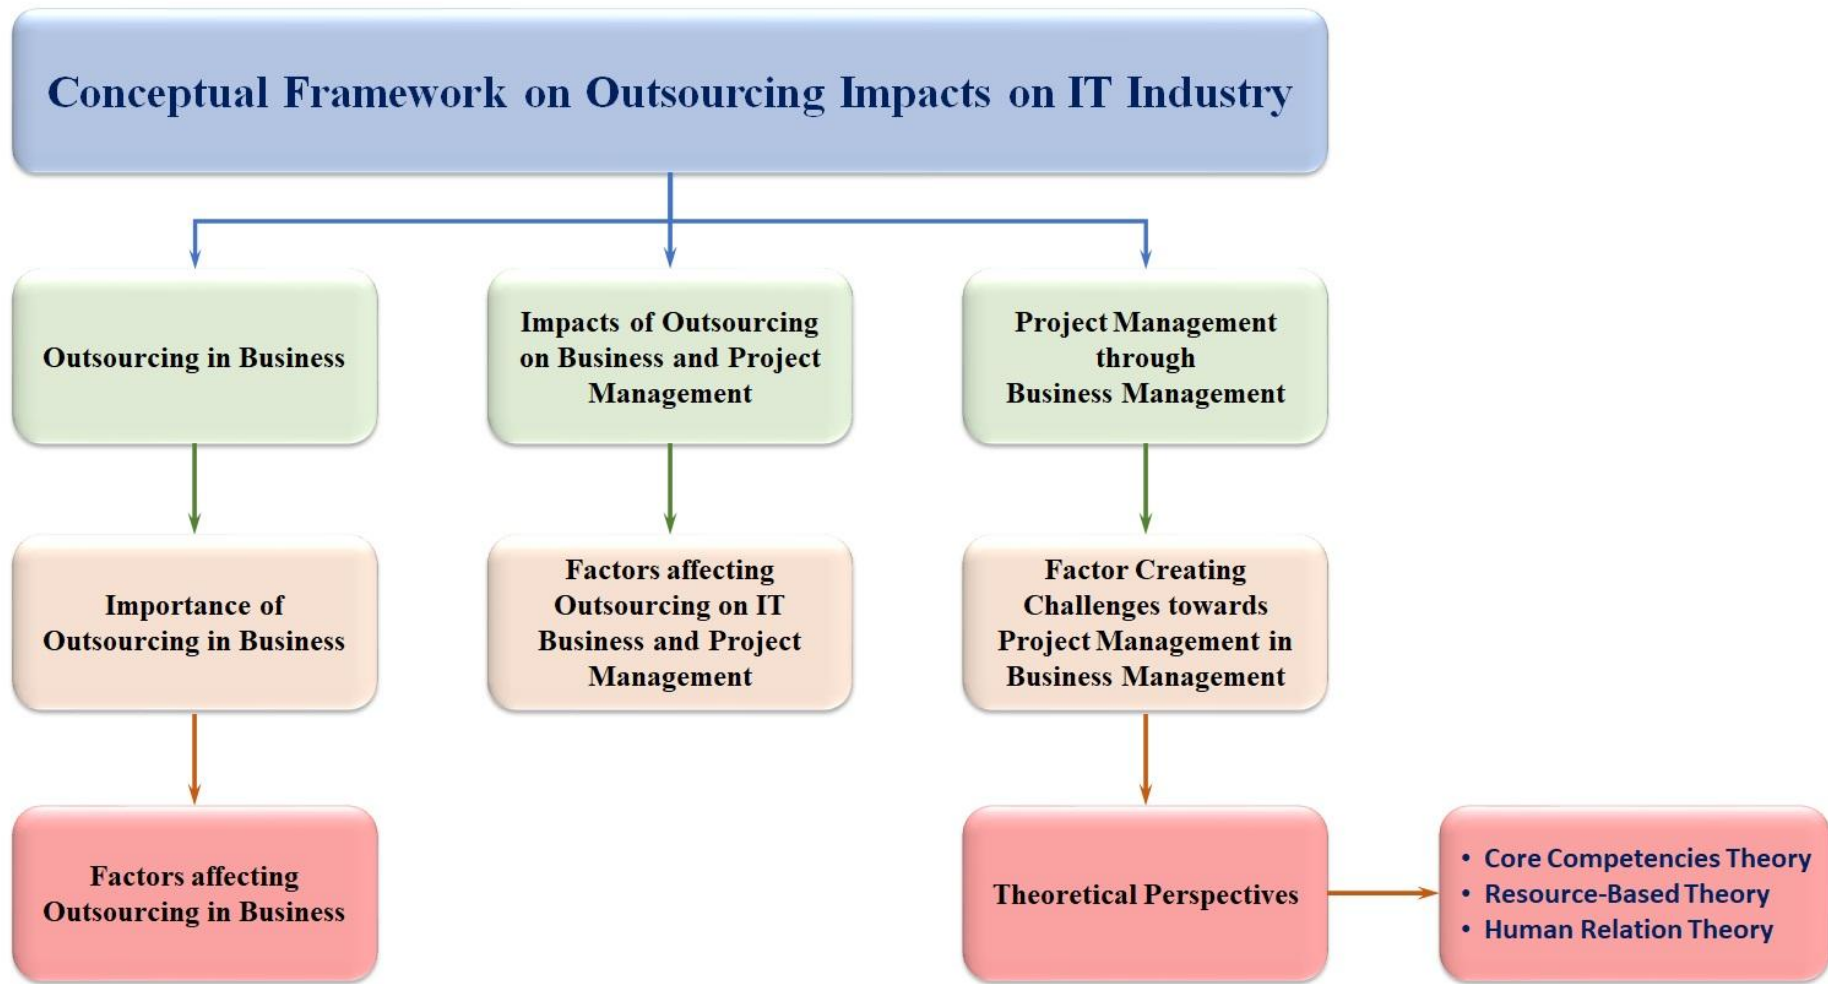 Conceptual Framework on Outsourcing Impacts on IT Industry
Outsourcing in Business
Impacts of Outsourcing
on Business and Project
Management
Project Management
through
Business Management
Importance of
Outsourcing in Business
Factors affecting
Outsourcing on IT
Business and Project
Management
Factor Creating
Challenges towards
Project Management in
Business Management
Factors affecting
Outsourcing in Business
Theoretical Perspectives
• Core Competencies Theory
• Resource-Based Theory
• Human Relation Theory